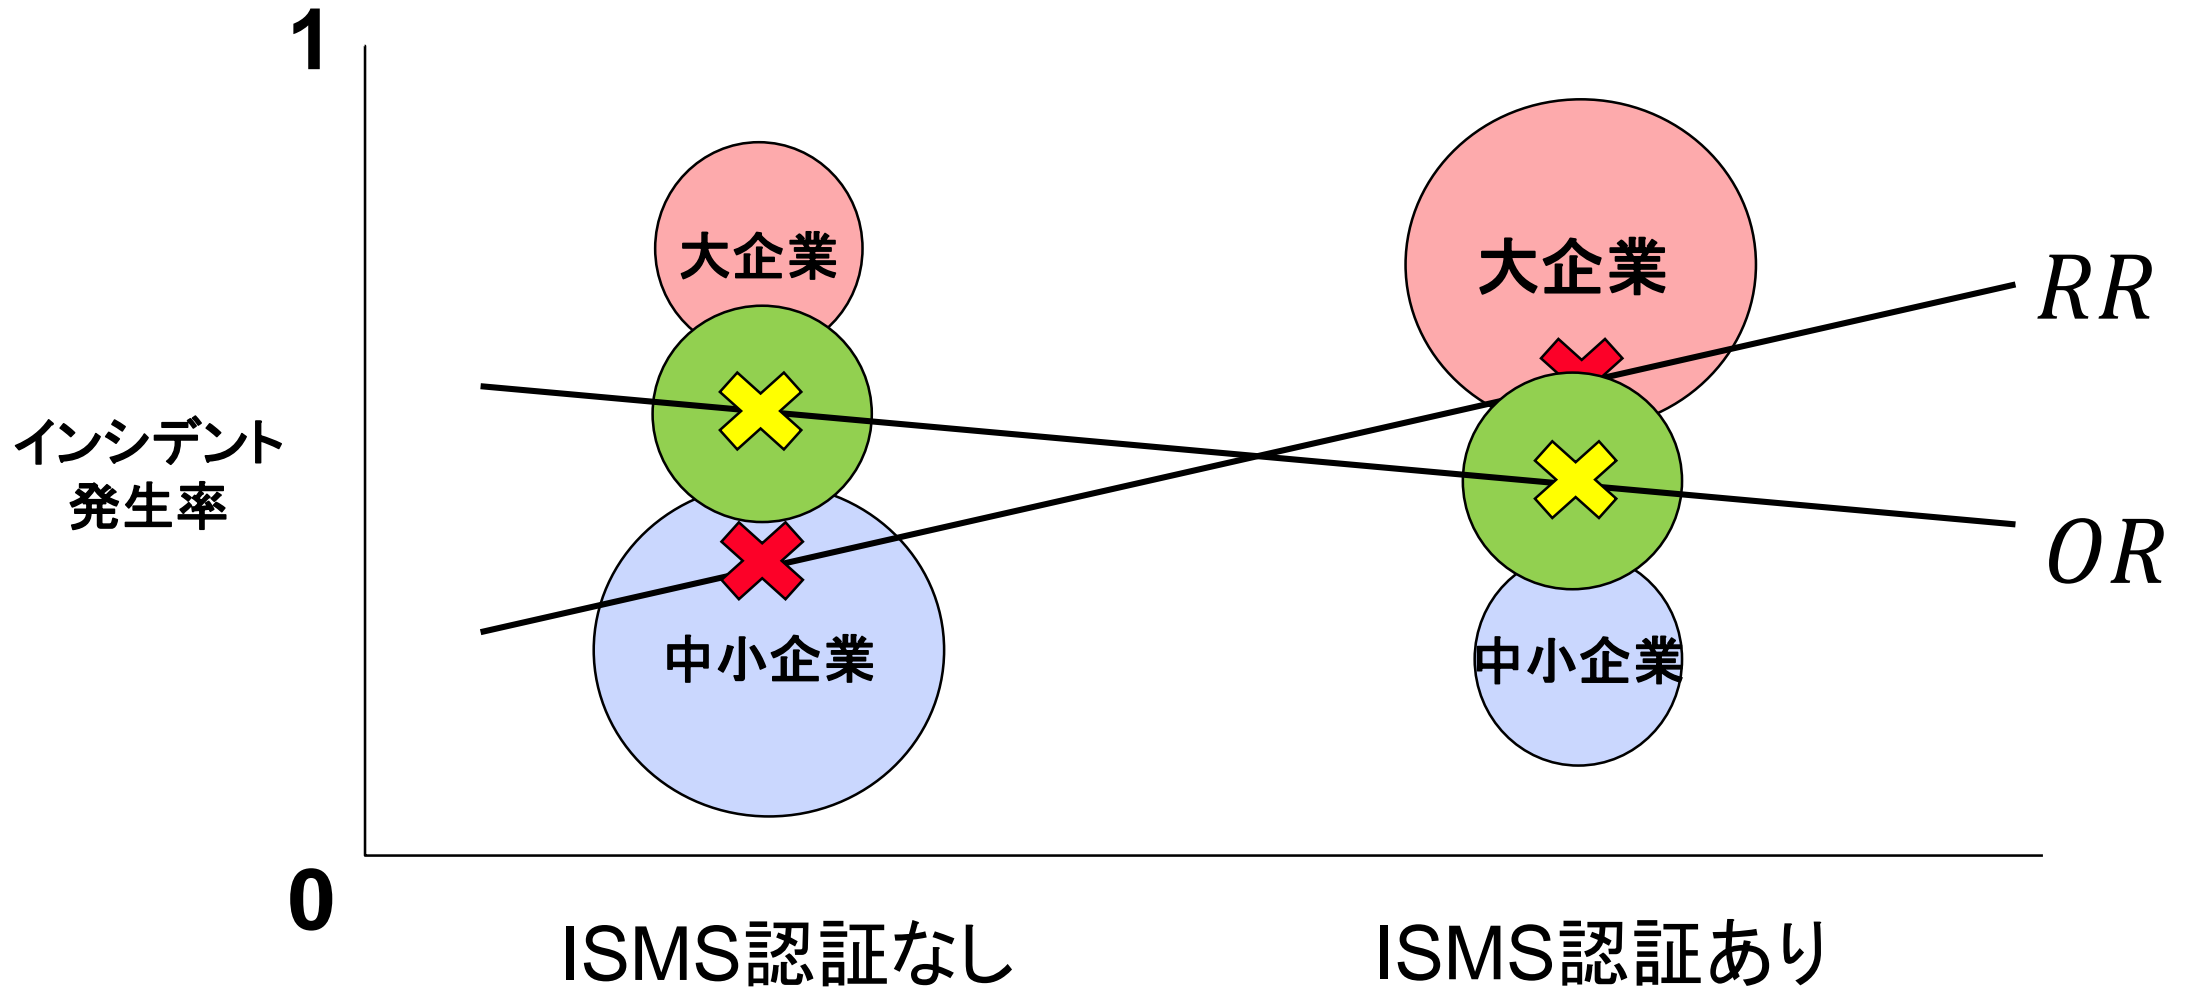 1
大企業
大企業
RR
インシデント
発生率
OR
中小企業
中小企業
0
ISMS認証なし
ISMS認証あり